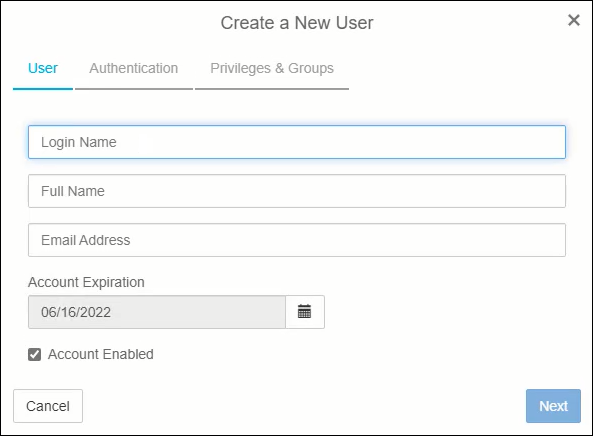 Create a New User
×
User Authentication Privileges & Groups
Login Name
Full Name
Email Address
Account Expiration
06/16/2022
Account Enabled
Cancel Next